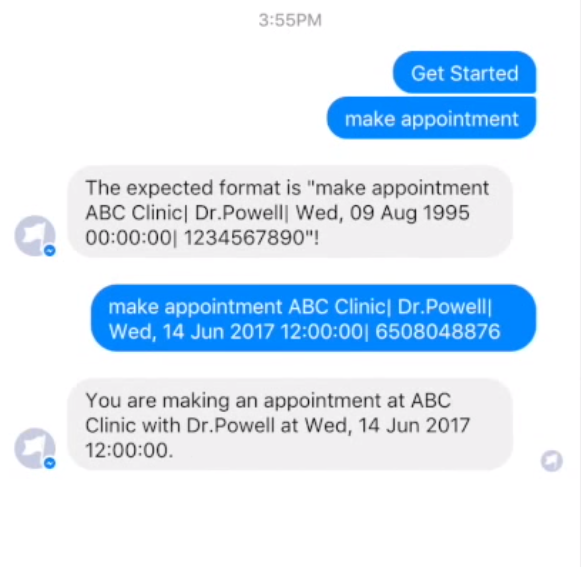 3:55PM
Get Started
make appointment
The expected format is "make appointment
ABC Clinic| Dr.Powell| Wed, 09 Aug 1995
00:00:00| 1234567890"!
make appointment ABC Clinic| Dr.Powell|
Wed, 14 Jun 2017 12:00:00| 6508048876
You are making an appointment at ABC
Clinic with Dr.Powell at Wed, 14 Jun 2017
12:00:00.